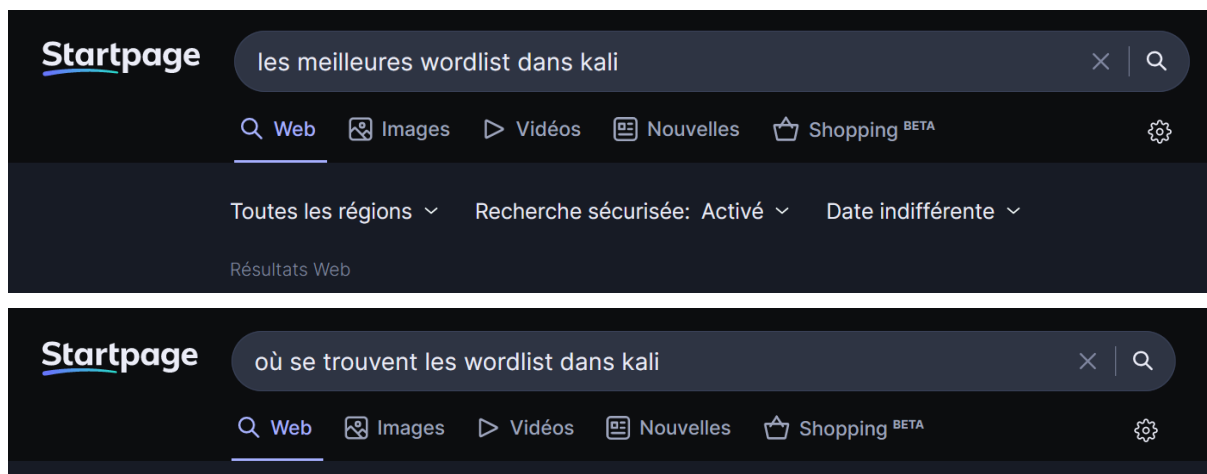 Startpage les meilleures wordlist dans kali
Web Images Vidéos Nouvelles Shopping BETA
Toutes les régions Recherche sécurisée: Activé Date indifférente
Résultats Web
Startpage où se trouvent les wordlist dans kali
Web Images Vidéos Nouvelles Shopping BETA